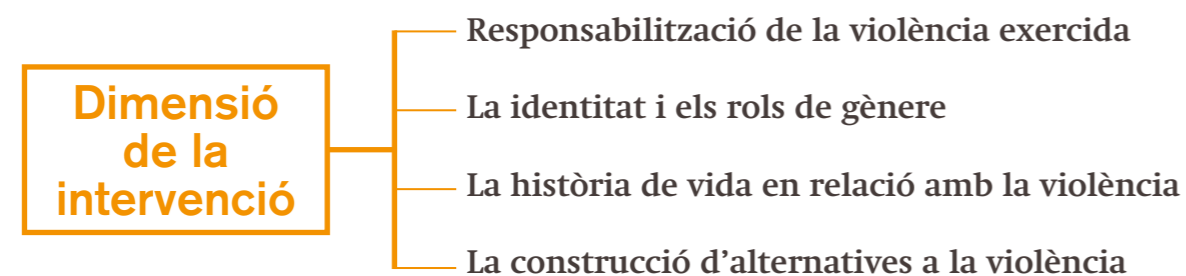 Dimensió
de la
intervenció
Responsabilització de la violència exercida
La identitat i els rols de gènere
La història de vida en relació amb la violència
La construcció d’alternatives a la violència